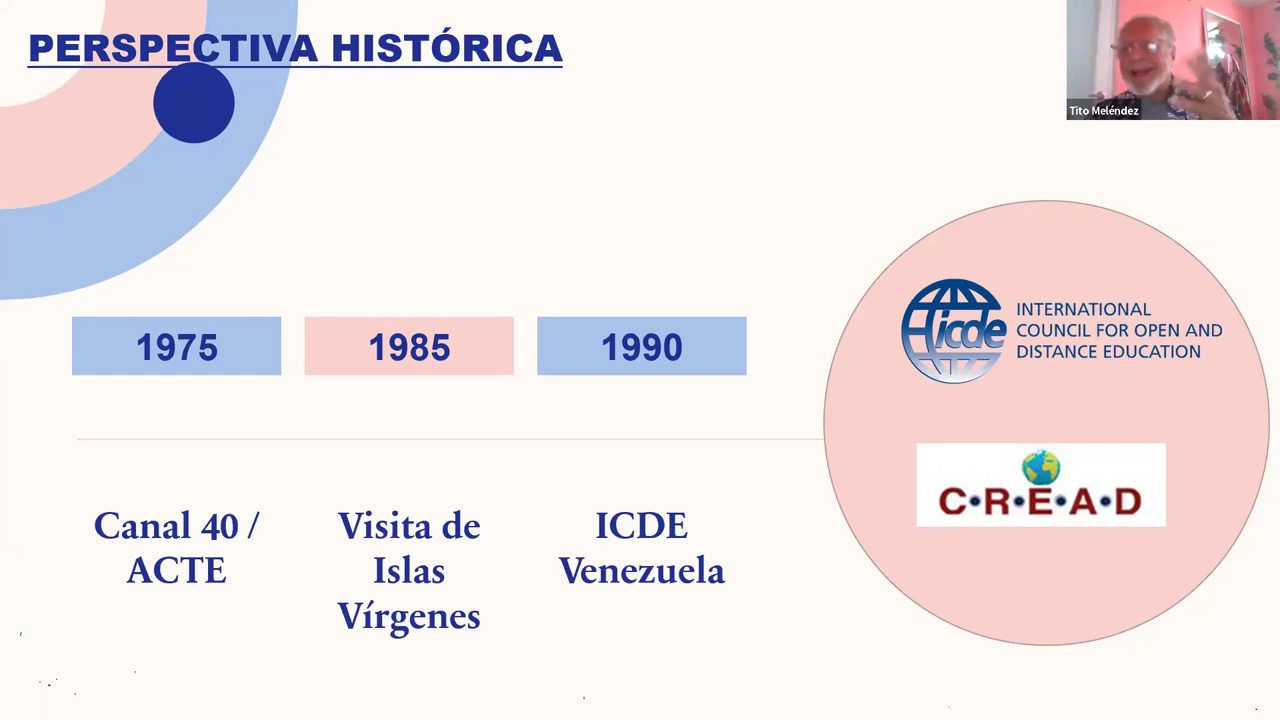 PERSPECTIVA HISTÓRICA
Tito Meléndez
1975
1985
1990
Canal 40 /
ACTE
Visita de
Islas
Vírgenes
ICDE
Venezuela
icde
INTERNATIONAL
COUNCIL FOR OPEN AND
DISTANCE EDUCATION
C•R•E•A•D